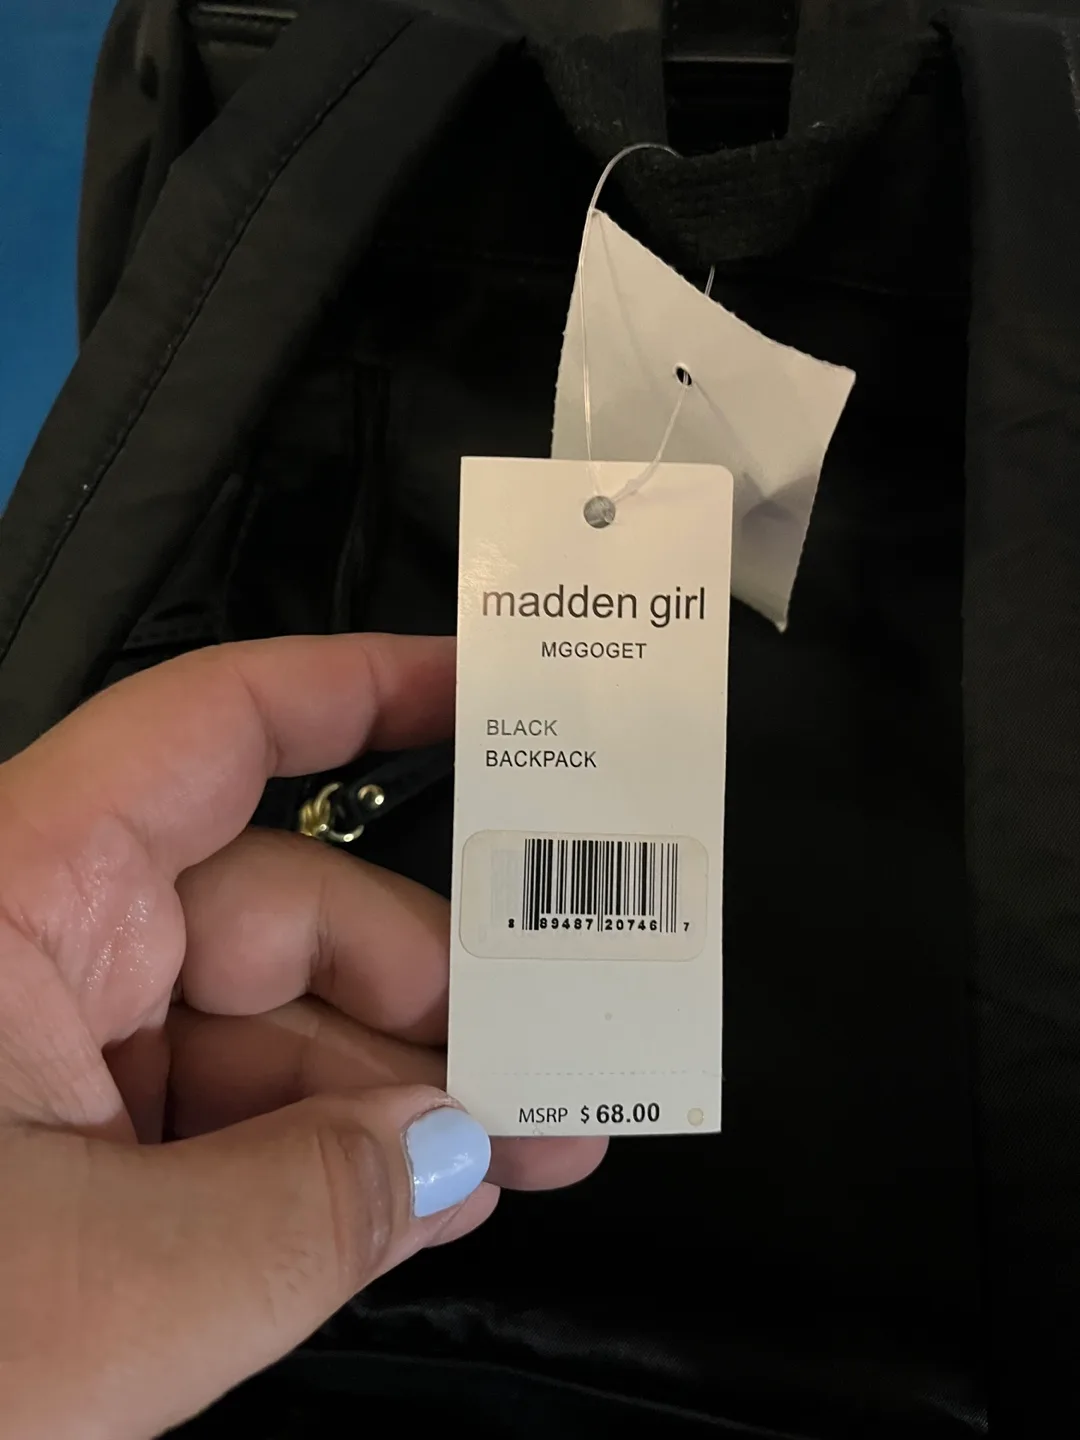 madden girl
MGGOGET
BLACK
BACKPACK
8 89487 20746 7
MSRP $ 68.00